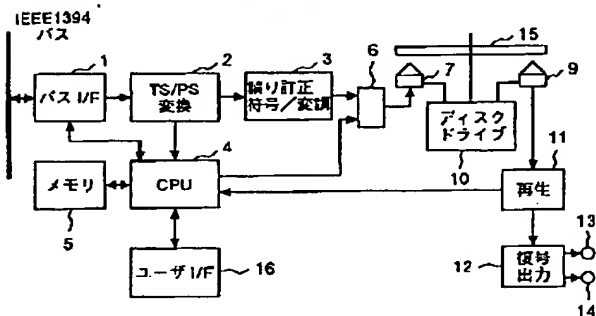 IEEE1394
バス
1
2
3
6
15
バス I/F
TS/PS
変換
誤り訂正
符号／変調
7
9
ディスク
ドライブ
10
4
メモリ
5
CPU
11
再生
ユーザ I/F
16
12
復号
出力
13
14